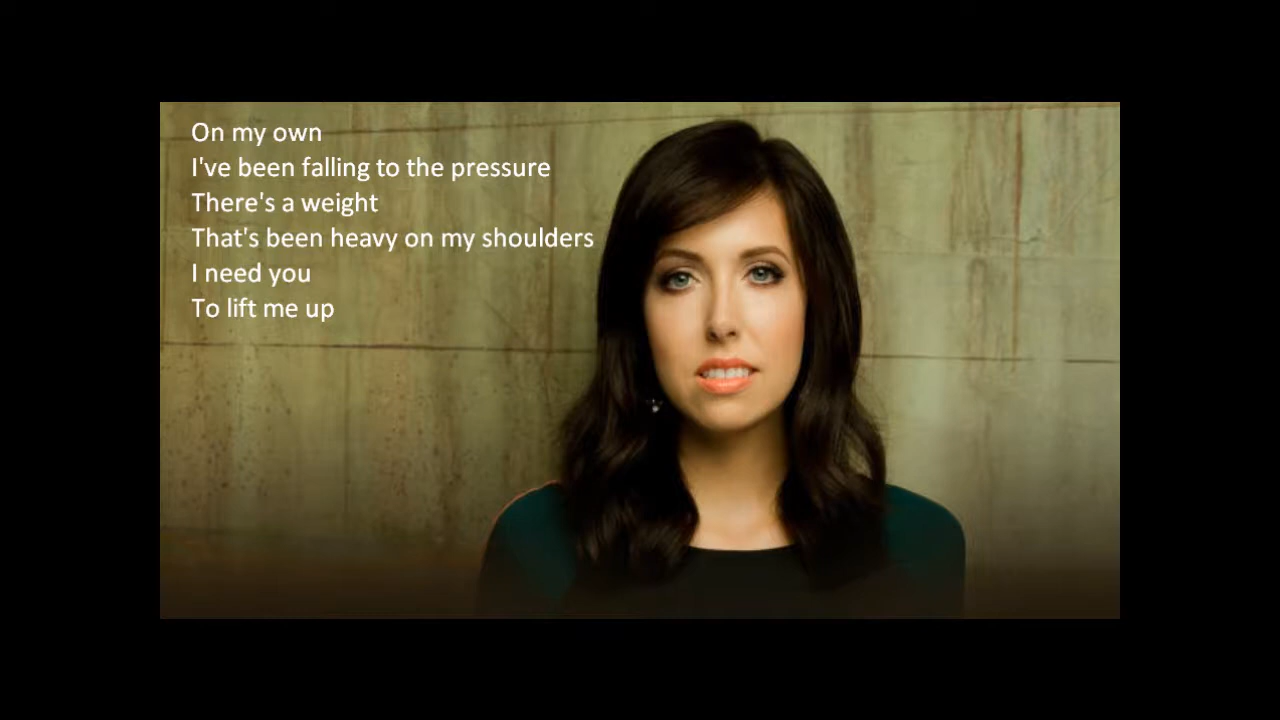 On my own
I've been falling to the pressure
There's a weight
That's been heavy on my shoulders
I need you
To lift me up